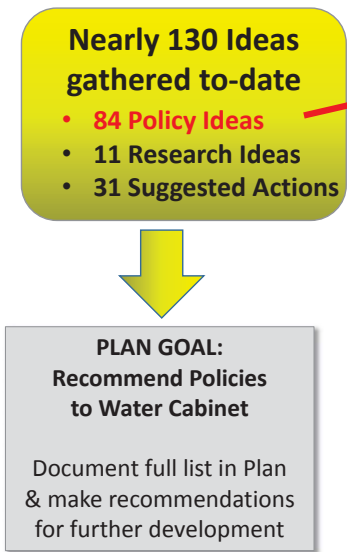 Nearly 130 Ideas
gathered to-date
• 84 Policy Ideas
• 11 Research Ideas
• 31 Suggested Actions
PLAN GOAL:
Recommend Policies
to Water Cabinet
Document full list in Plan
& make recommendations
for further development